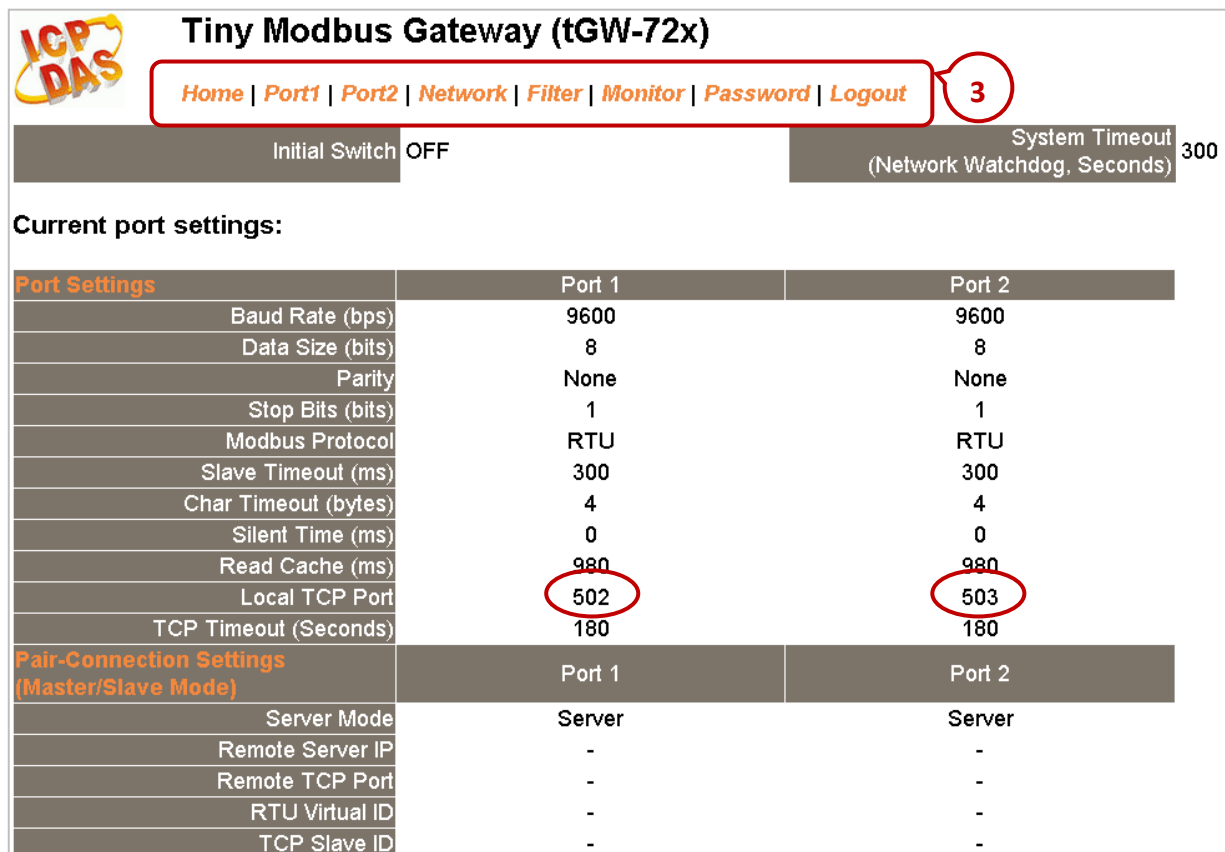 ICP DAS
Tiny Modbus Gateway (tGW-72x)
Home | Port1 | Port2 | Network | Filter | Monitor | Password | Logout
3
Initial Switch OFF System Timeout (Network Watchdog, Seconds) 300
Current port settings:
Port Settings Port 1 Port 2
Baud Rate (bps) 9600 9600
Data Size (bits) 8 8
Parity None None
Stop Bits (bits) 1 1
Modbus Protocol RTU RTU
Slave Timeout (ms) 300 300
Char Timeout (bytes) 4 4
Silent Time (ms) 0 0
Read Cache (ms) 980 980
Local TCP Port 502 503
TCP Timeout (Seconds) 180 180
Pair-Connection Settings
(Master/Slave Mode) Port 1 Port 2
Server Mode Server Server
Remote Server IP - -
Remote TCP Port - -
RTU Virtual ID - -
TCP Slave ID - -